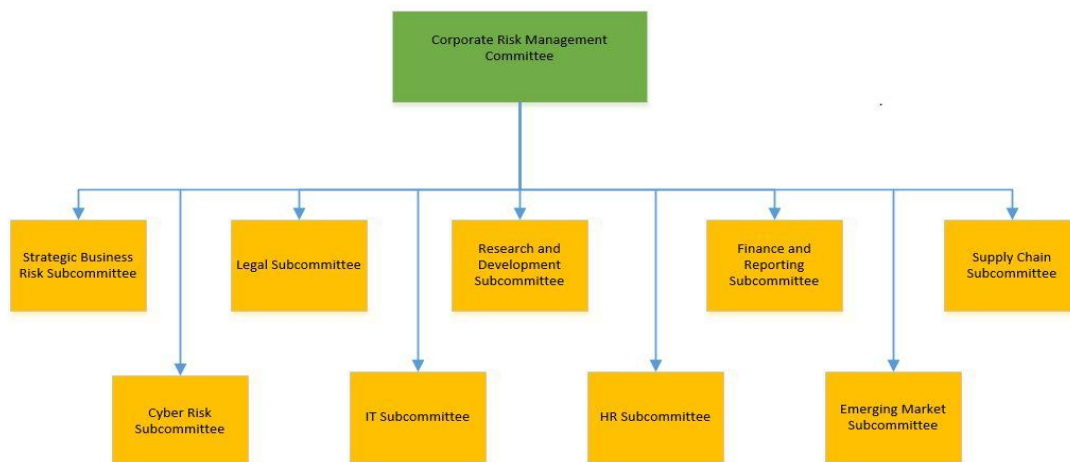 Corporate Risk Management
Committee
Strategic Business
Risk Subcommittee
Legal Subcommittee
Research and
Development
Subcommittee
Finance and
Reporting
Subcommittee
Supply Chain
Subcommittee
Cyber Risk
Subcommittee
IT Subcommittee
HR Subcommittee
Emerging Market
Subcommittee